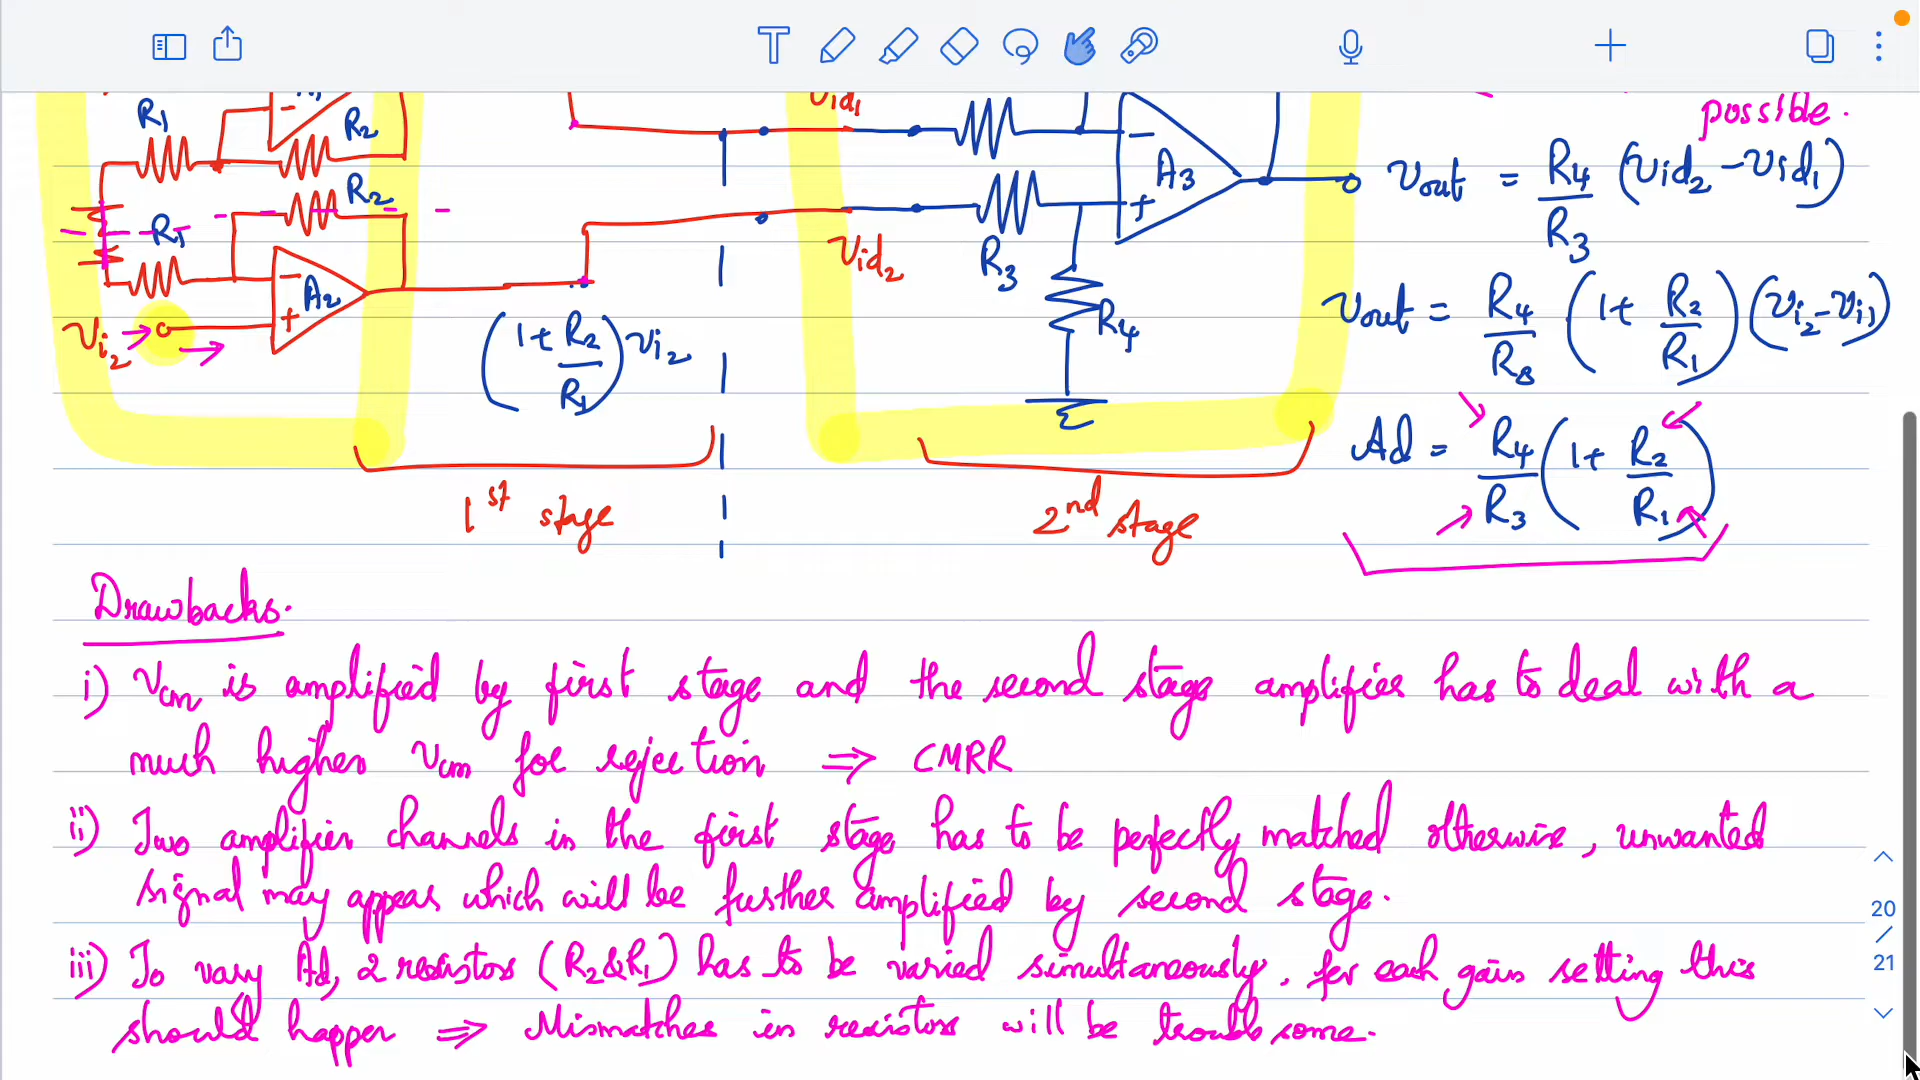 possible.
R1
R2
Vid1
A3
Vout = R4/R3 (Vid2 - Vid1)
R2
R1
Vid2
R3
R4
A2
Vi2
(1 + R2/R1) Vi2
Vout = R4/R3 (1 + R2/R1) (Vi2 - Vi1)
Ad = R4/R3 (1 + R2/R1)
1st stage
2nd stage
Drawbacks.
i) Vcm is amplified by first stage and the second stage amplifier has to deal with a
much higher Vcm for rejection ⇒ CMRR
ii) Two amplifier channels in the first stage has to be perfectly matched otherwise, unwanted
signal may appear which will be further amplified by second stage.
iii) To vary Ad, 2 resistors (R2&R1) has to be varied simultaneously, for each gain setting this
should happen ⇒ Mismatches in resistors will be troublesome.
20
/
21